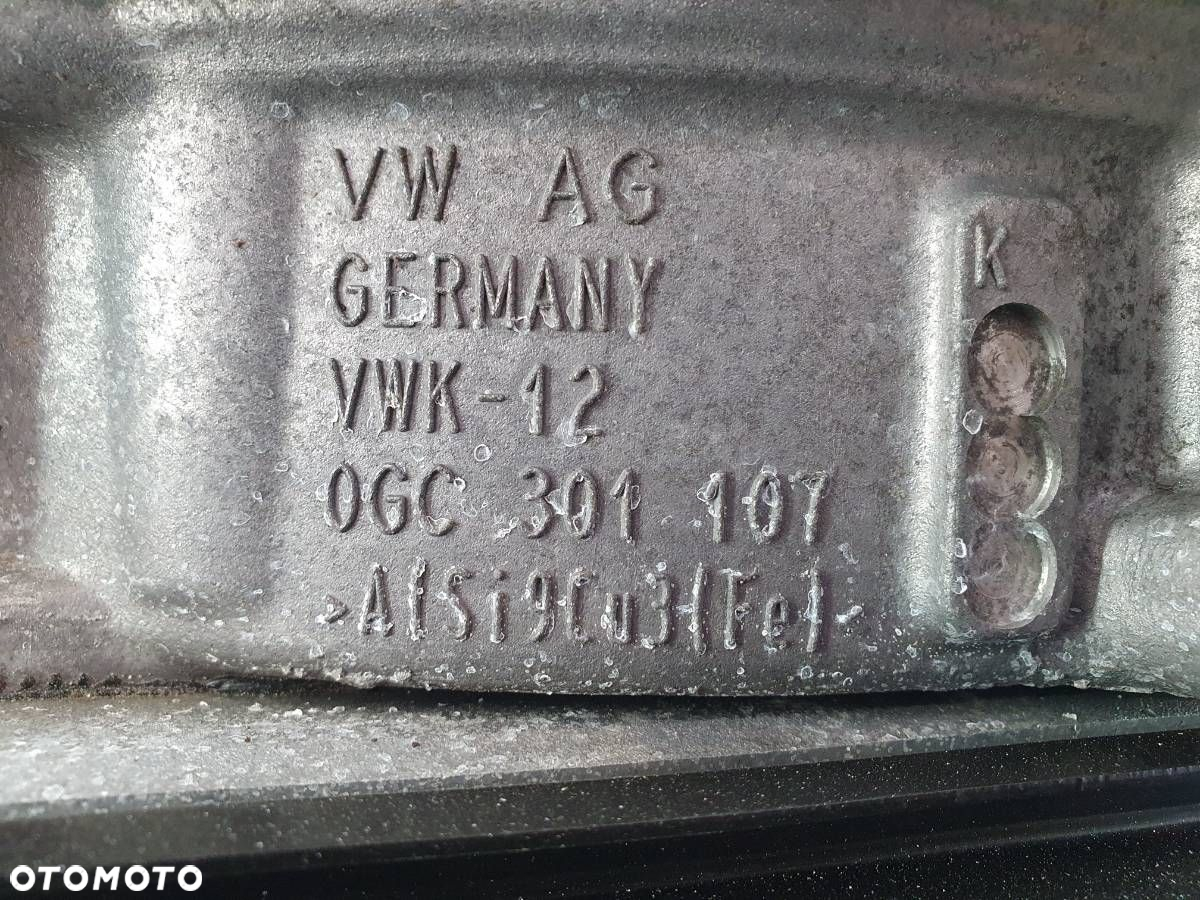 VW AG
GERMANY
VWK-12
0GC 301 107
>AlSi9Cu3(Fe)<
K
OTOMOTO